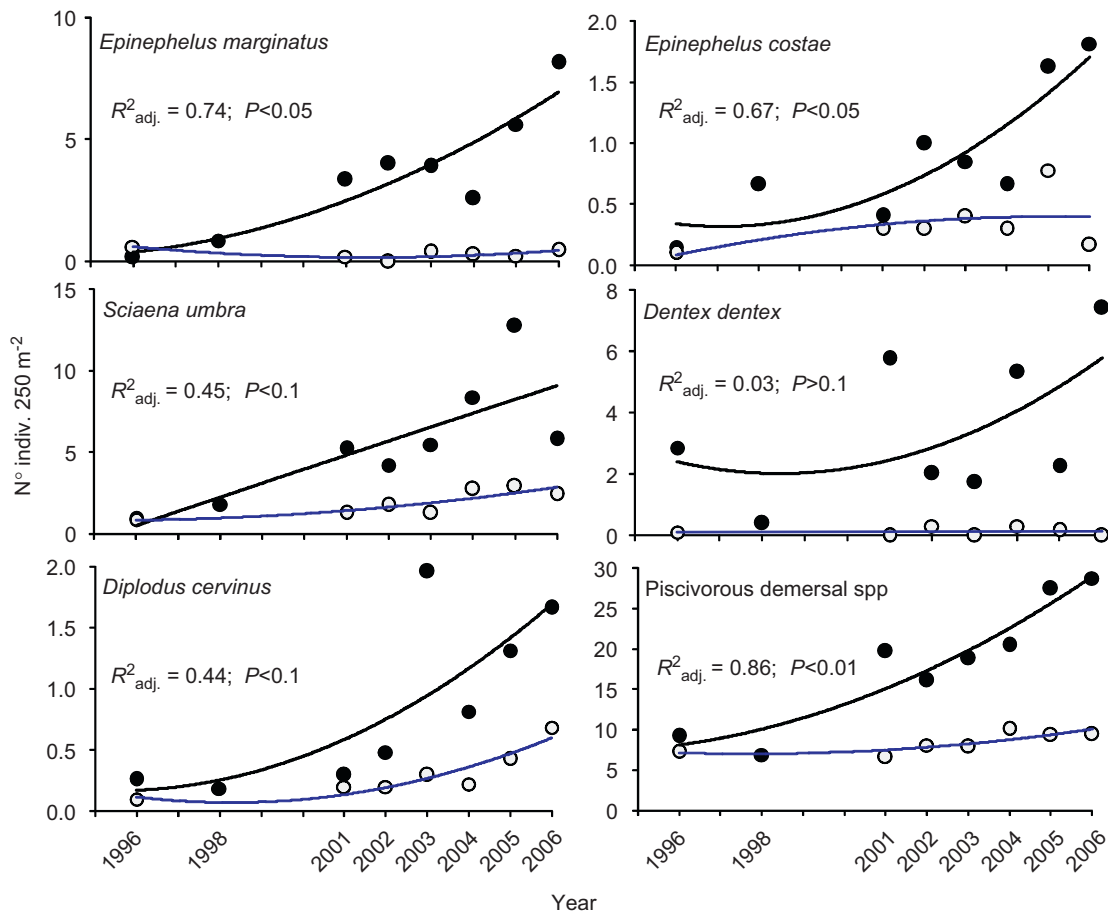 N° indiv. 250 m⁻²
Epinephelus marginatus
R²adj. = 0.74; P<0.05
10
5
0
Epinephelus costae
R²adj. = 0.67; P<0.05
2.0
1.5
1.0
0.5
0.0
Sciaena umbra
R²adj. = 0.45; P<0.1
15
10
5
0
Dentex dentex
R²adj. = 0.03; P>0.1
8
6
4
2
0
Diplodus cervinus
R²adj. = 0.44; P<0.1
2.0
1.5
1.0
0.5
0.0
1996 1998 2001 2002 2003 2004 2005 2006
Piscivorous demersal spp
R²adj. = 0.86; P<0.01
30
25
20
15
10
5
0
1996 1998 2001 2002 2003 2004 2005 2006
Year